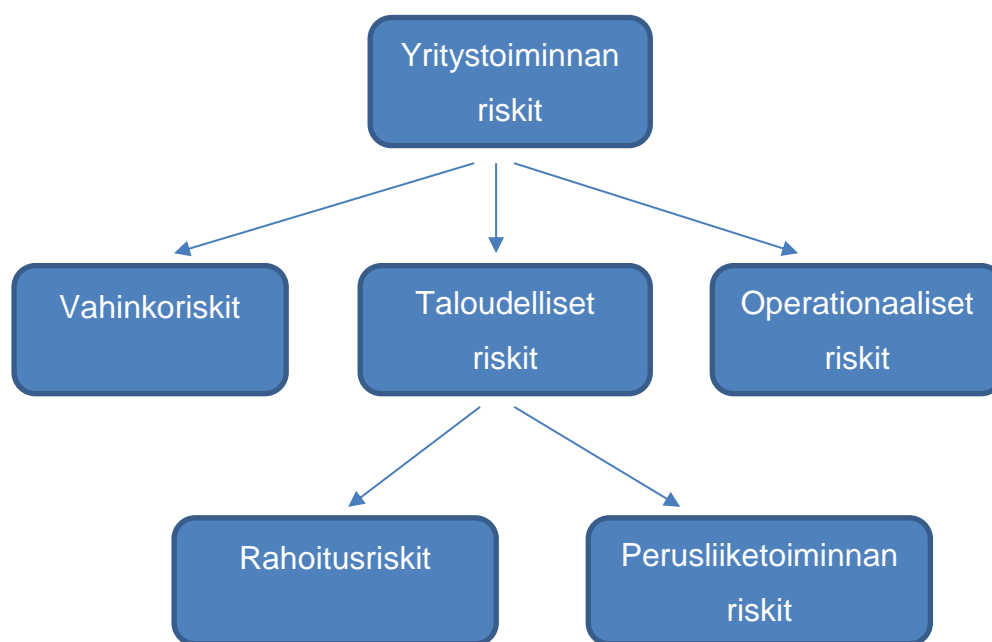 Yritystoiminnan
riskit
Vahinkoriskit
Taloudelliset
riskit
Operationaaliset
riskit
Rahoitusriskit
Perusliiketoiminnan
riskit